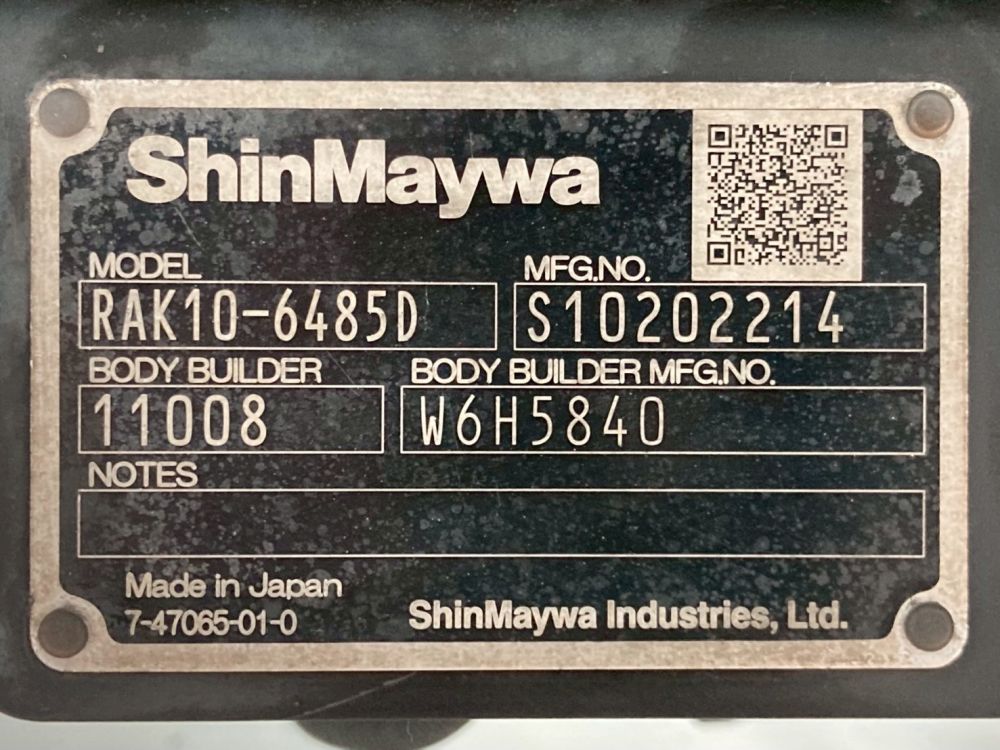 ShinMaywa
MODEL MFG.NO.
RAK10-6485D S10202214
BODY BUILDER BODY BUILDER MFG.NO.
11008 W6H5840
NOTES
Made in Japan
7-47065-01-0 ShinMaywa Industries, Ltd.